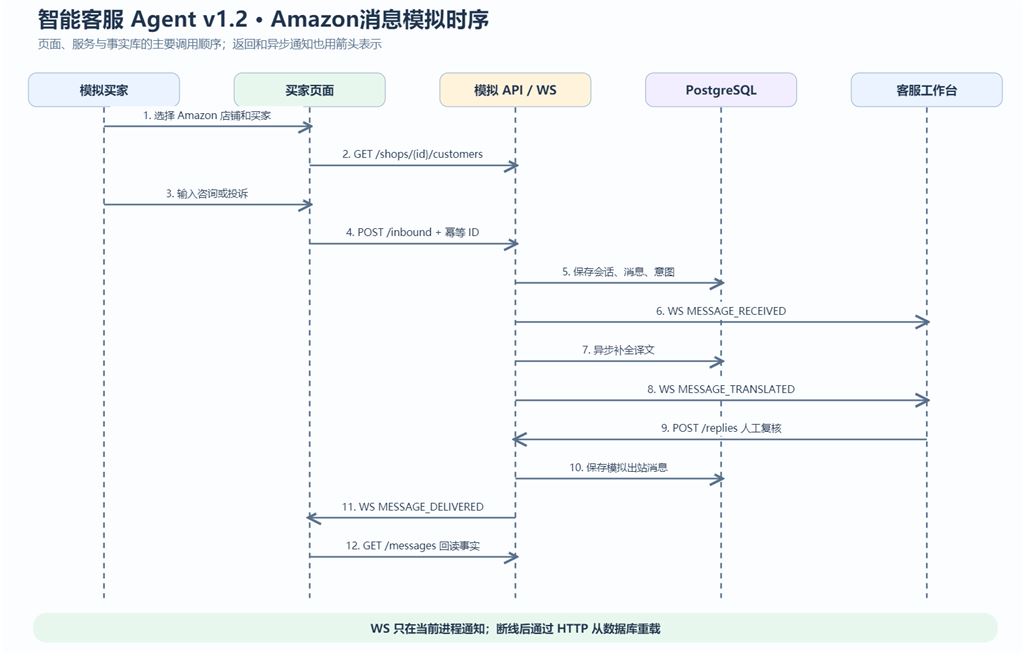 智能客服 Agent v1.2 • Amazon消息模拟时序
页面、服务与事实库的主要调用顺序；返回和异步通知也用箭头表示
模拟买家
买家页面
模拟 API / WS
PostgreSQL
客服工作台
1. 选择 Amazon 店铺和买家
2. GET /shops/{id}/customers
3. 输入咨询或投诉
4. POST /inbound + 幂等 ID
5. 保存会话、消息、意图
6. WS MESSAGE_RECEIVED
7. 异步补全译文
8. WS MESSAGE_TRANSLATED
9. POST /replies 人工复核
10. 保存模拟出站消息
11. WS MESSAGE_DELIVERED
12. GET /messages 回读事实
WS 只在当前进程通知；断线后通过 HTTP 从数据库重载